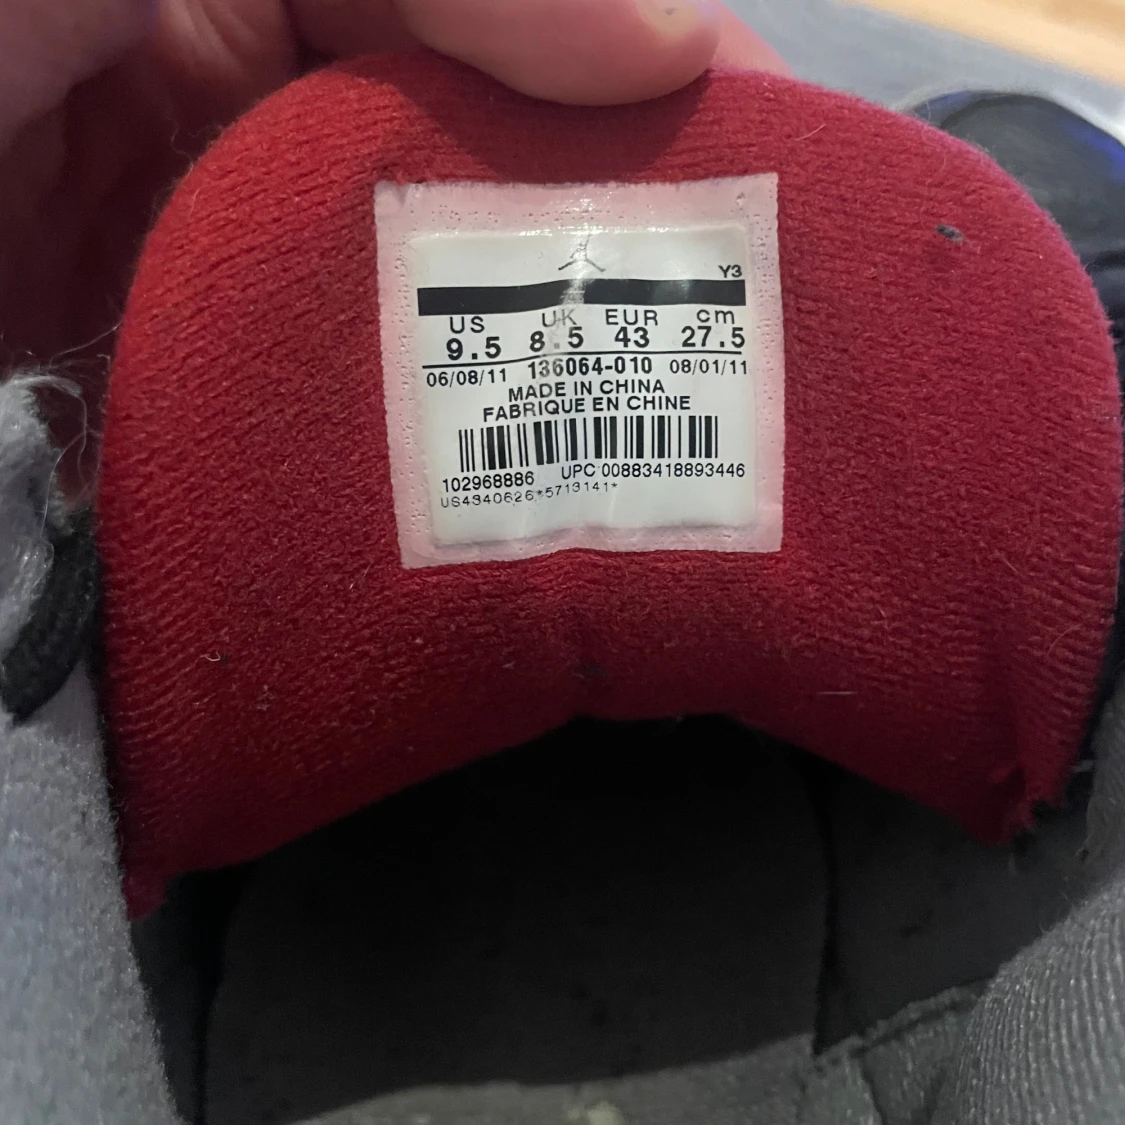 Y3
US UK EUR cm
9.5 8.5 43 27.5
06/08/11 136064-010 08/01/11
MADE IN CHINA
FABRIQUE EN CHINE
102968886 UPC 00883418893446
US4340626*5713141*